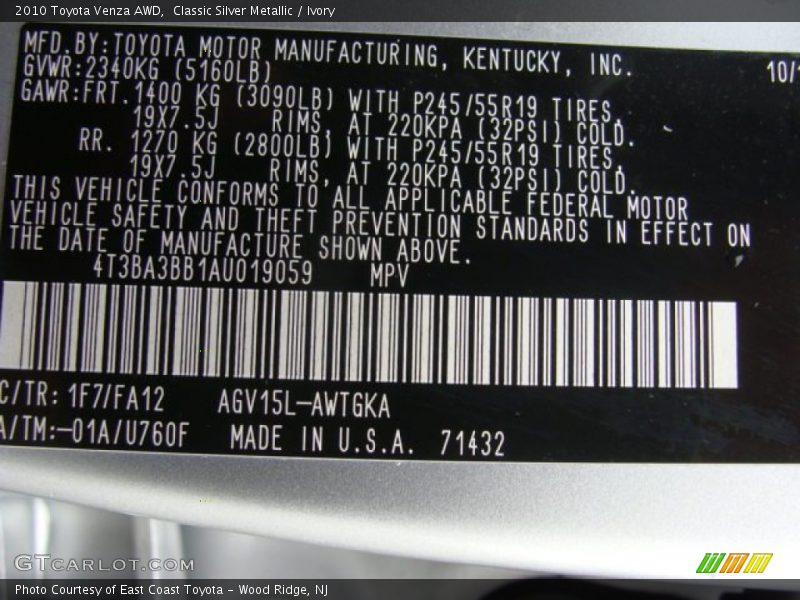 2010 Toyota Venza AWD,  Classic Silver Metallic / Ivory
MFD.BY:TOYOTA MOTOR MANUFACTURING, KENTUCKY, INC. 10/
GVWR:2340KG (5160LB)
GAWR:FRT.1400 KG (3090LB) WITH P245/55R19 TIRES,
19X7.5J RIMS, AT 220KPA (32PSI) COLD.
RR. 1270 KG (2800LB) WITH P245/55R19 TIRES,
19X7.5J RIMS, AT 220KPA (32PSI) COLD.
THIS VEHICLE CONFORMS TO ALL APPLICABLE FEDERAL MOTOR
VEHICLE SAFETY AND THEFT PREVENTION STANDARDS IN EFFECT ON
THE DATE OF MANUFACTURE SHOWN ABOVE.
4T3BA3BB1AU019059 MPV
C/TR: 1F7/FA12 AGV15L-AWTGKA
A/TM:-01A/U760F MADE IN U.S.A. 71432
GTCARLOT.COM
Photo Courtesy of East Coast Toyota – Wood Ridge, NJ